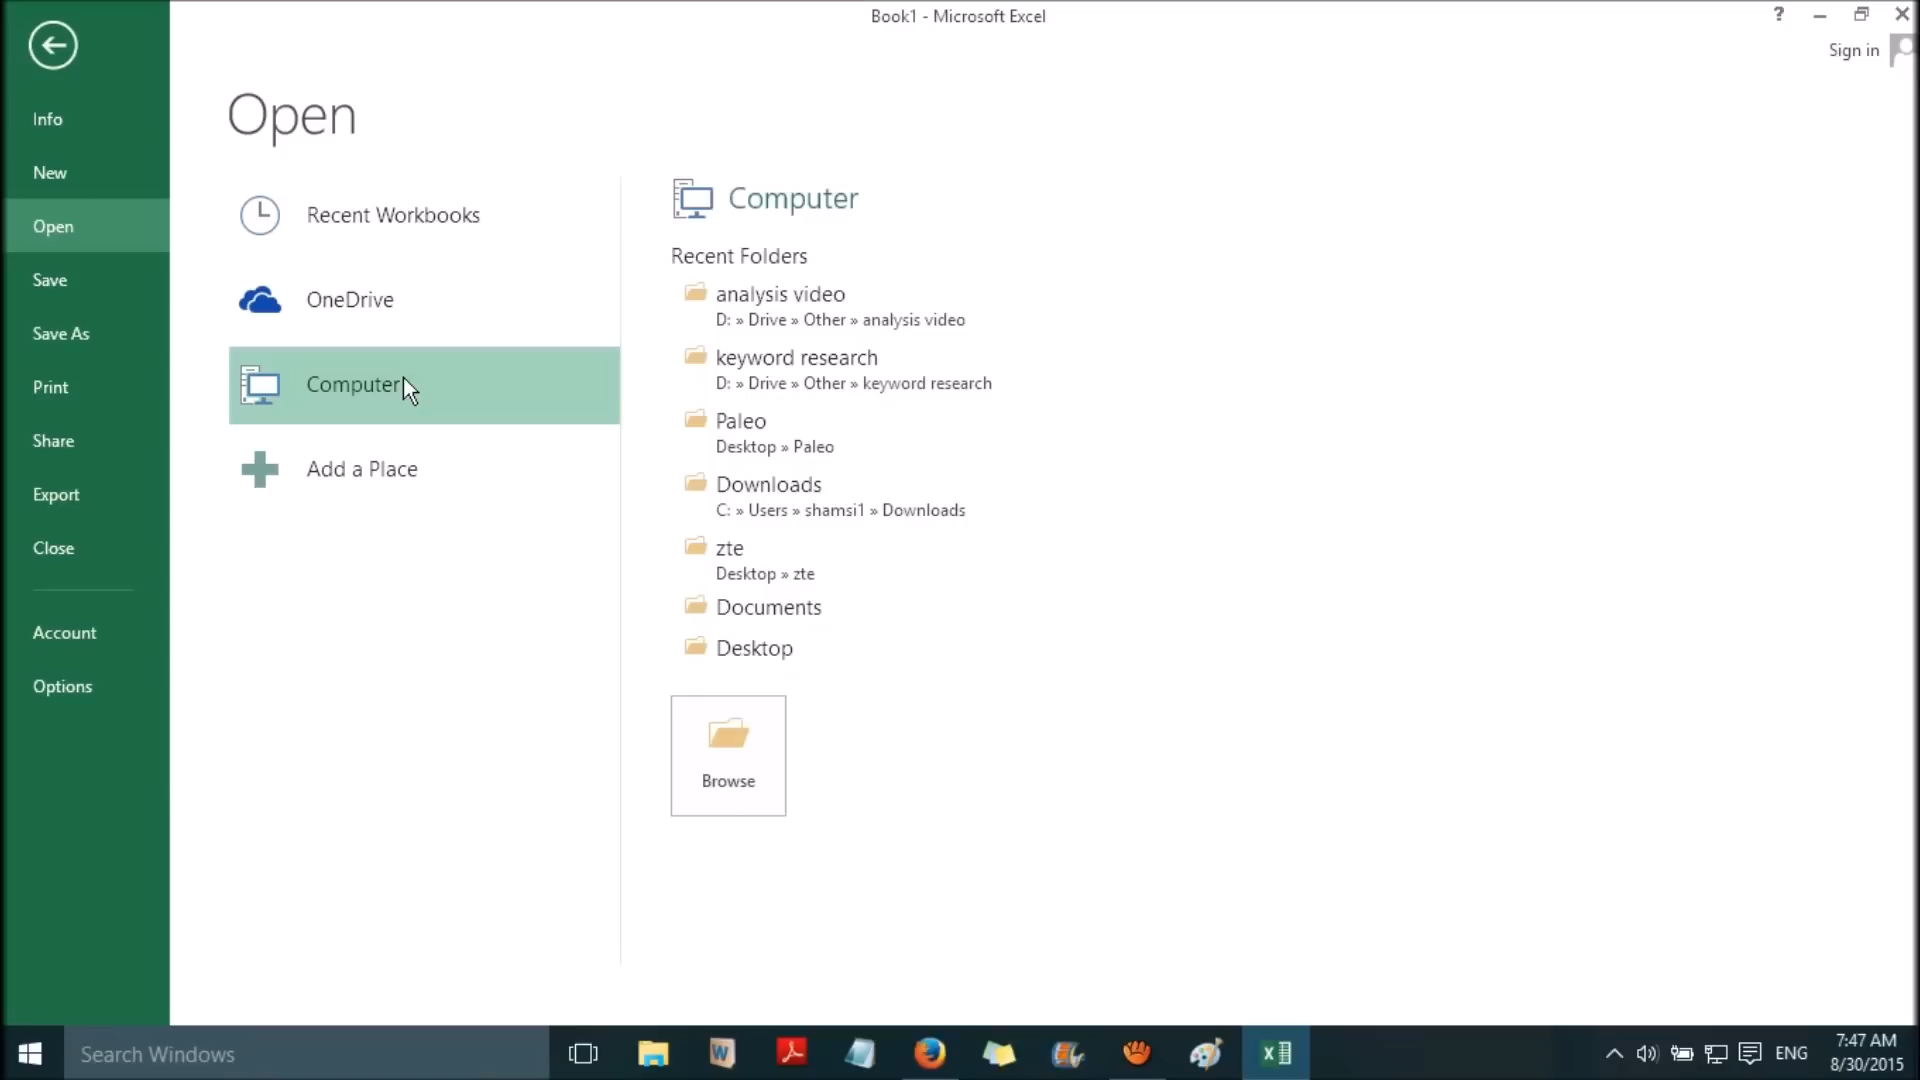 Book1 - Microsoft Excel
?
Sign in
Info
New
Open
Save
Save As
Print
Share
Export
Close
Account
Options
Open
Recent Workbooks
OneDrive
Computer
Add a Place
Computer
Recent Folders
analysis video
D: » Drive » Other » analysis video
keyword research
D: » Drive » Other » keyword research
Paleo
Desktop » Paleo
Downloads
C: » Users » shamsi1 » Downloads
zte
Desktop » zte
Documents
Desktop
Browse
Search Windows
ENG
7:47 AM
8/30/2015